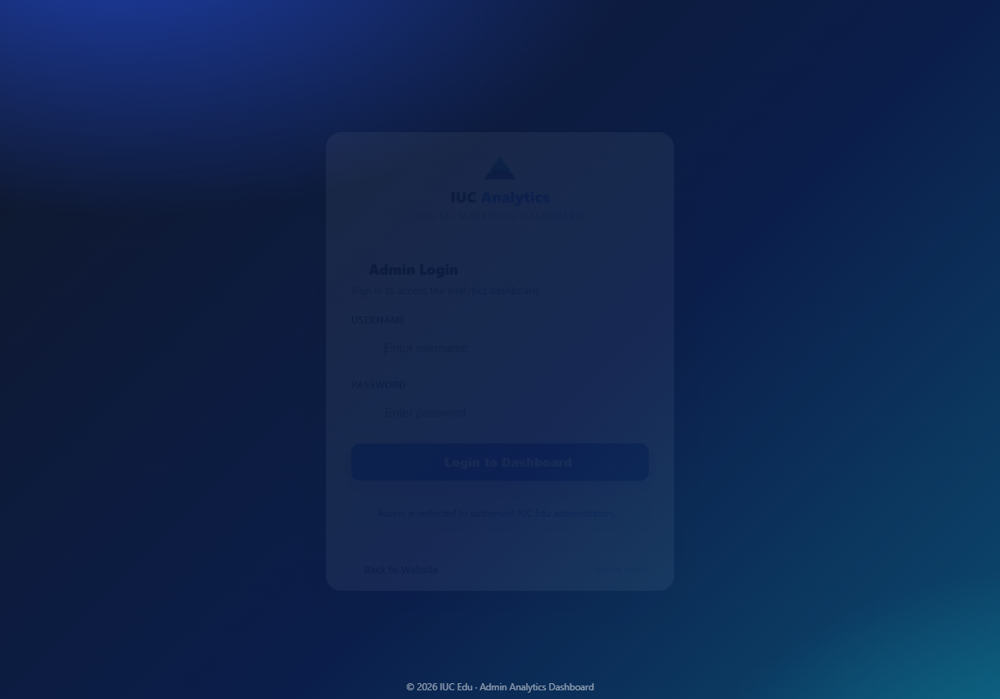 IUC Analytics
DIGITAL MARKETING DASHBOARD
Admin Login
Sign in to access the analytics dashboard
USERNAME
Enter username
PASSWORD
Enter password
Login to Dashboard
Access is restricted to authorised IUC Edu administrators.
Back to Website
© 2026 IUC Edu · Admin Analytics Dashboard